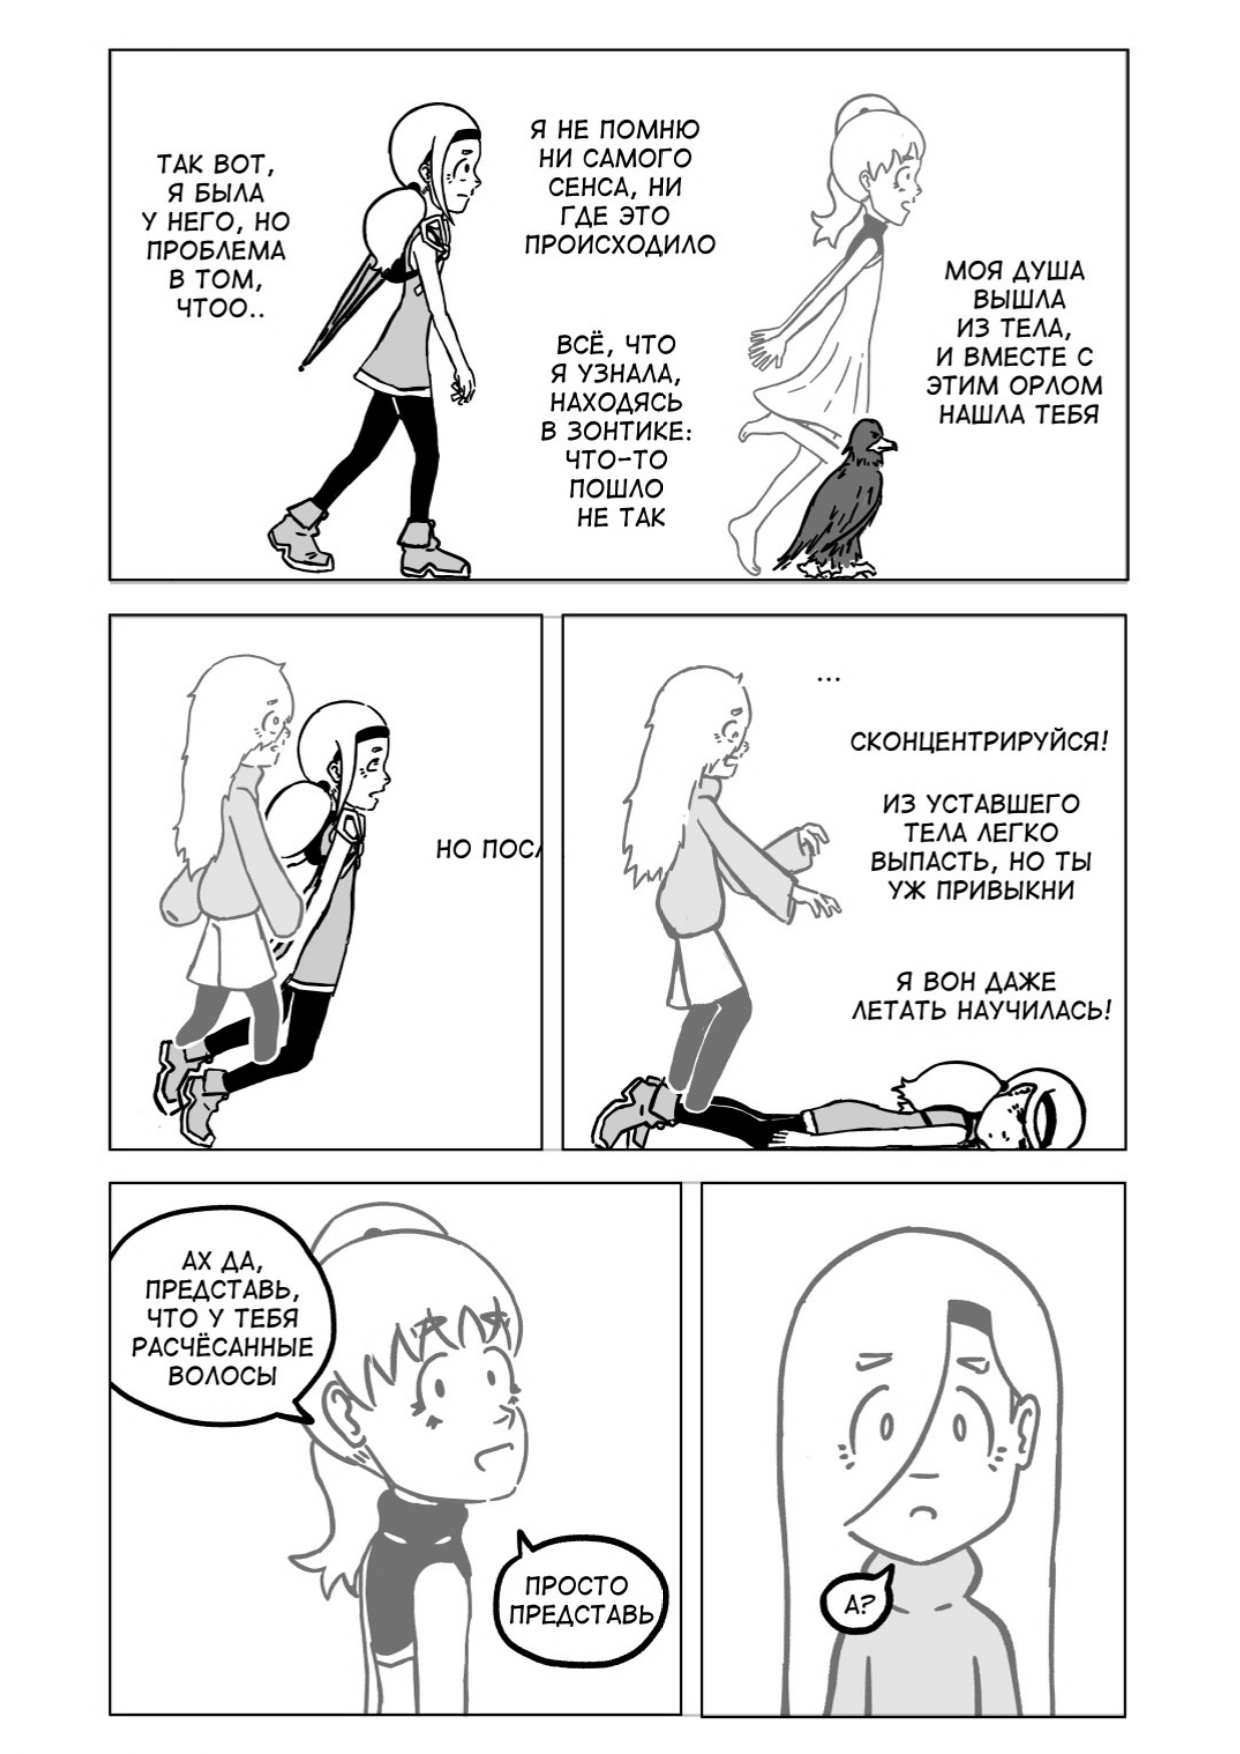 ТАК ВОТ,
Я БЫЛА
У НЕГО, НО
ПРОБЛЕМА
В ТОМ,
ЧТОО..
Я НЕ ПОМНЮ
НИ САМОГО
СЕНСА, НИ
ГДЕ ЭТО
ПРОИСХОДИЛО
ВСЁ, ЧТО
Я УЗНАЛА,
НАХОДЯСЬ
В ЗОНТИКЕ:
ЧТО-ТО
ПОШЛО
НЕ ТАК
МОЯ ДУША
ВЫШЛА
ИЗ ТЕЛА,
И ВМЕСТЕ С
ЭТИМ ОРЛОМ
НАШЛА ТЕБЯ
НО ПОСЛ
...
СКОНЦЕНТРИРУЙСЯ!
ИЗ УСТАВШЕГО
ТЕЛА ЛЕГКО
ВЫПАСТЬ, НО ТЫ
УЖ ПРИВЫКНИ
Я ВОН ДАЖЕ
ЛЕТАТЬ НАУЧИЛАСЬ!
АХ ДА,
ПРЕДСТАВЬ,
ЧТО У ТЕБЯ
РАСЧЁСАННЫЕ
ВОЛОСЫ
ПРОСТО
ПРЕДСТАВЬ
А?